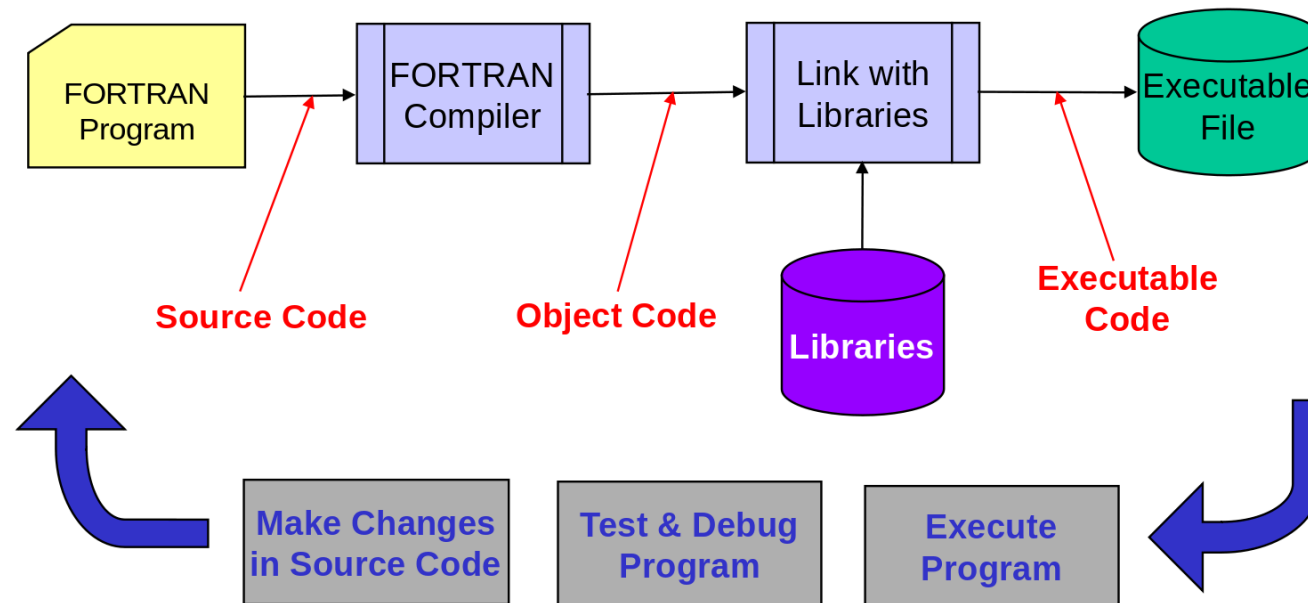 FORTRAN
Program
FORTRAN
Compiler
Link with
Libraries
Executable
File
Source Code
Object Code
Libraries
Executable
Code
Make Changes
in Source Code
Test & Debug
Program
Execute
Program